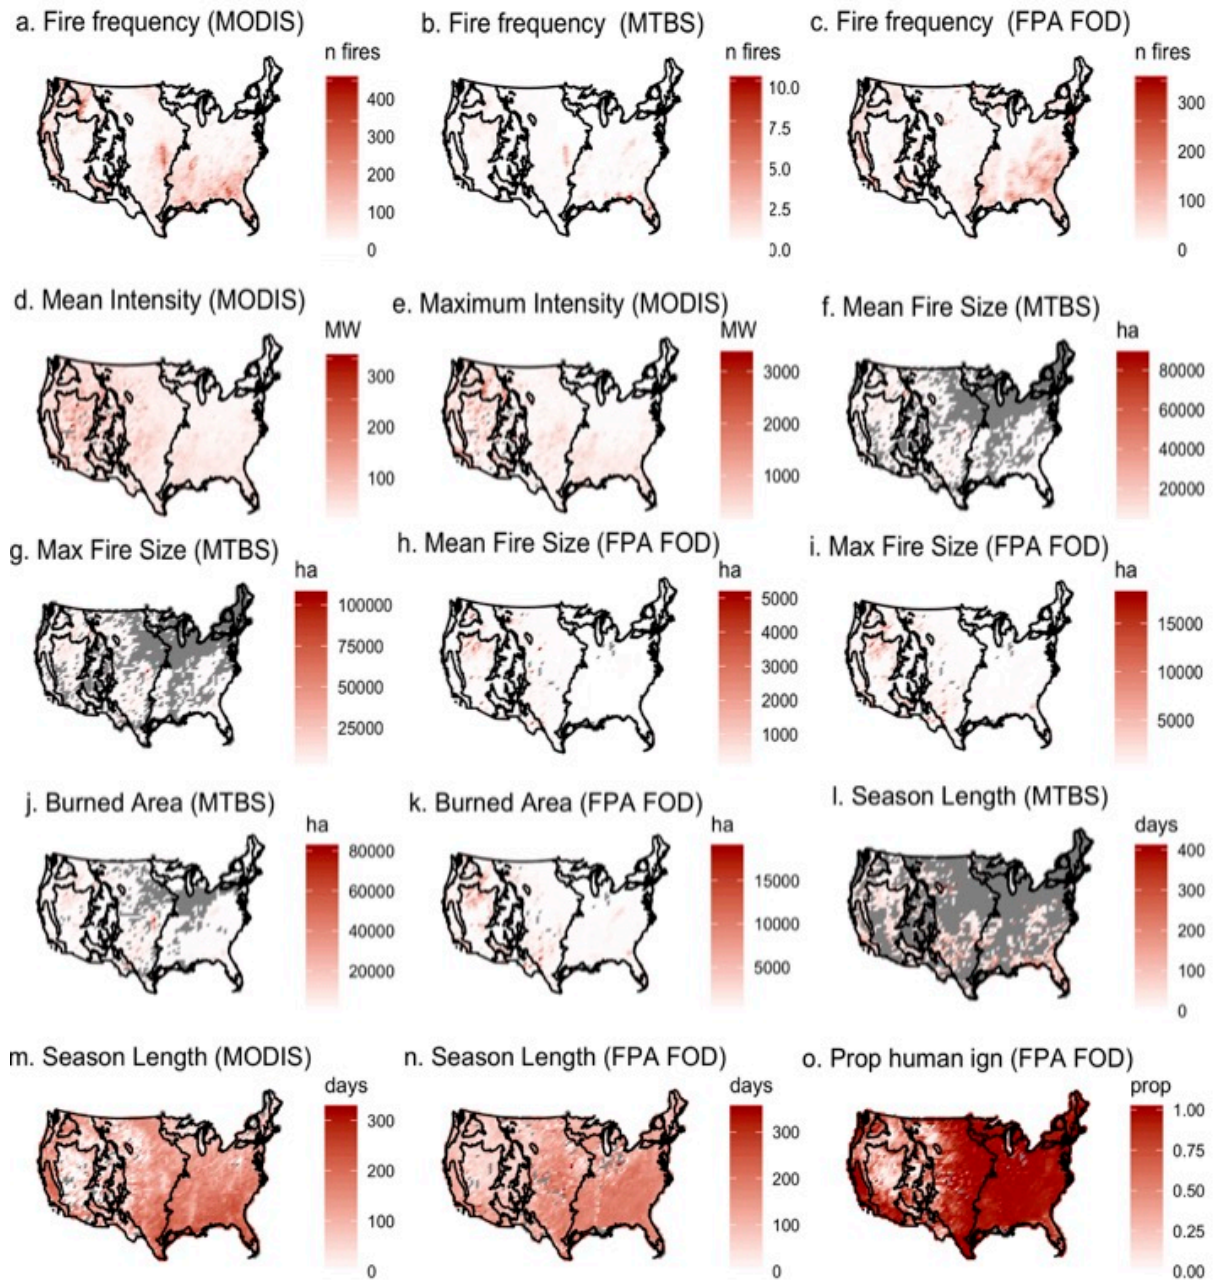 a. Fire frequency (MODIS)
n fires
400
300
200
100
0
b. Fire frequency (MTBS)
n fires
10.0
7.5
5.0
2.5
0.0
c. Fire frequency (FPA FOD)
n fires
300
200
100
0
d. Mean Intensity (MODIS)
MW
300
200
100
e. Maximum Intensity (MODIS)
MW
3000
2000
1000
f. Mean Fire Size (MTBS)
ha
80000
60000
40000
20000
g. Max Fire Size (MTBS)
ha
100000
75000
50000
25000
h. Mean Fire Size (FPA FOD)
ha
5000
4000
3000
2000
1000
i. Max Fire Size (FPA FOD)
ha
15000
10000
5000
j. Burned Area (MTBS)
ha
80000
60000
40000
20000
k. Burned Area (FPA FOD)
ha
15000
10000
5000
l. Season Length (MTBS)
days
400
300
200
100
0
m. Season Length (MODIS)
days
300
200
100
0
n. Season Length (FPA FOD)
days
300
200
100
0
o. Prop human ign (FPA FOD)
prop
1.00
0.75
0.50
0.25
0.00